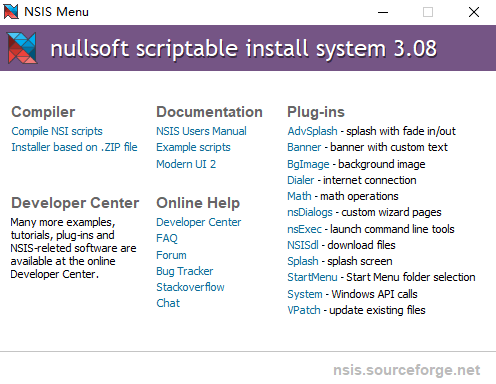 NSIS Menu
nullsoft scriptable install system 3.08
Compiler
Compile NSI scripts
Installer based on .ZIP file
Documentation
NSIS Users Manual
Example scripts
Modern UI 2
Plug-ins
AdvSplash - splash with fade in/out
Banner - banner with custom text
BgImage - background image
Dialer - internet connection
Math - math operations
nsDialogs - custom wizard pages
nsExec - launch command line tools
NSISdl - download files
Splash - splash screen
StartMenu - Start Menu folder selection
System - Windows API calls
VPatch - update existing files
Developer Center
Many more examples,
tutorials, plug-ins and
NSIS-releted software are
available at the online
Developer Center.
Online Help
Developer Center
FAQ
Forum
Bug Tracker
Stackoverflow
Chat
nsis.sourceforge.net